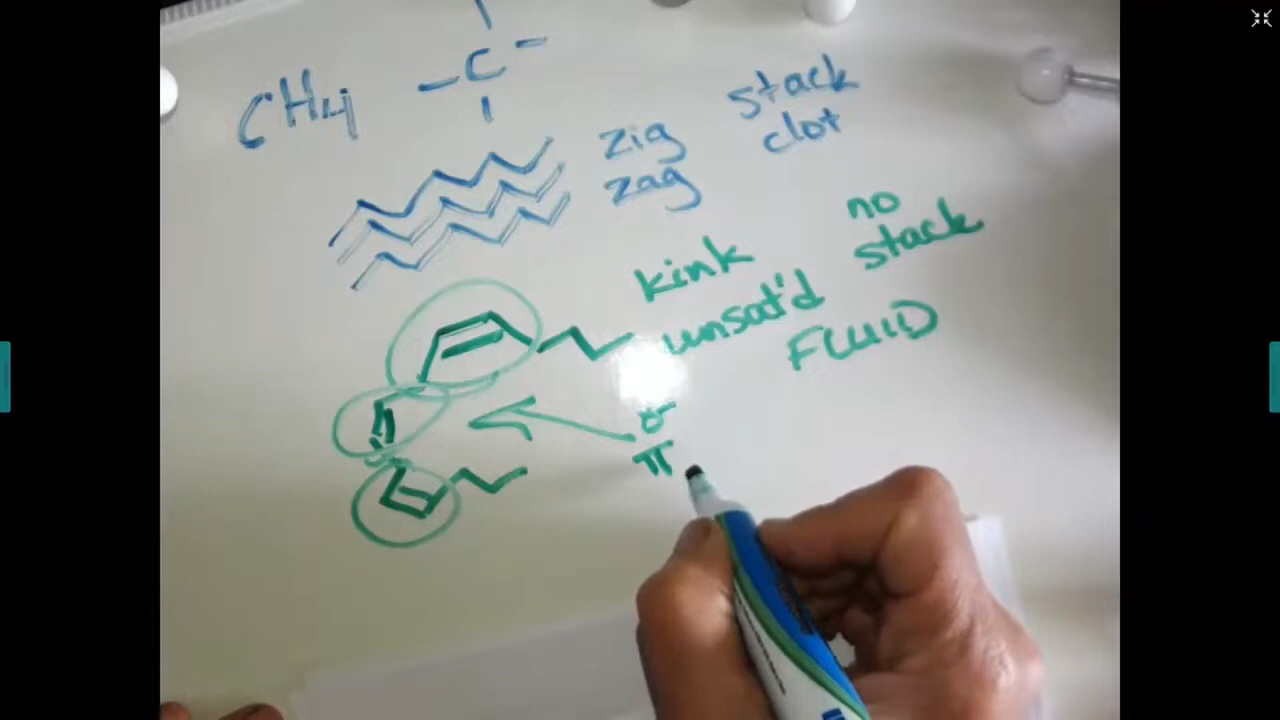 CH4
C
zig
zag
stack
clot
kink
unsat'd
no
stack
FLUID
σ
π